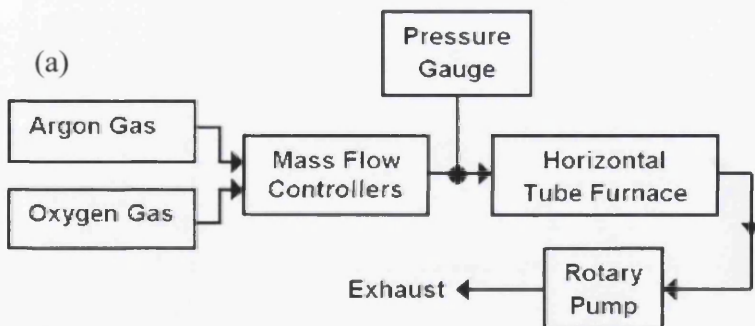 Pressure
Gauge
(a)
Argon Gas
Oxygen Gas
Mass Flow
Controllers
Horizontal
Tube Furnace
Exhaust
Rotary
Pump